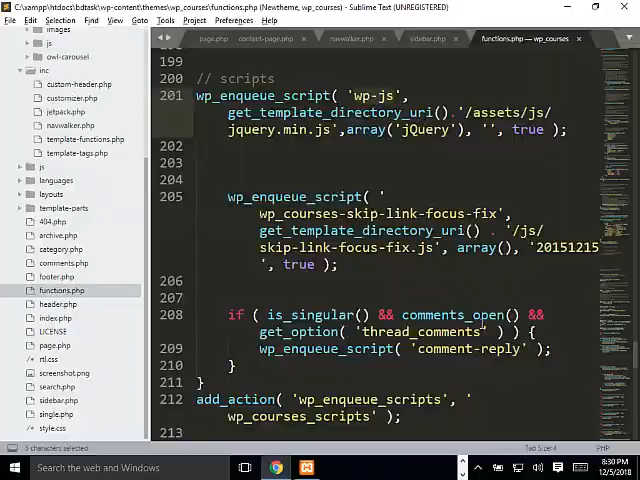 C:\xampp\htdocs\bdtask\wp-content\themes\wp_courses\functions.php (Newtheme, wp_courses) - Sublime Text (UNREGISTERED)
File Edit Selection Find View Goto Tools Project Preferences Help
images
js
owl-carousel
inc
custom-header.php
customizer.php
jetpack.php
navwalker.php
template-functions.php
template-tags.php
js
languages
layouts
template-parts
404.php
archive.php
category.php
comments.php
footer.php
functions.php
header.php
index.php
LICENSE
page.php
rtl.css
screenshot.png
search.php
sidebar.php
single.php
style.css
page.php content-page.php navwalker.php sidebar.php functions.php — wp_courses
199
200 // scripts
201 wp_enqueue_script( 'wp-js',
get_template_directory_uri().'/assets/js/
jquery.min.js',array('jQuery'), '', true );
202
203
204
205 wp_enqueue_script( '
wp_courses-skip-link-focus-fix',
get_template_directory_uri() . '/js/
skip-link-focus-fix.js', array(), '20151215
', true );
206
207
208 if ( is_singular() && comments_open() &&
get_option( 'thread_comments' ) ) {
209 wp_enqueue_script( 'comment-reply' );
210 }
211 }
212 add_action( 'wp_enqueue_scripts', '
wp_courses_scripts' );
213
3 characters selected Tab Size: 4 PHP
Search the web and Windows
8:30 PM
12/5/2018